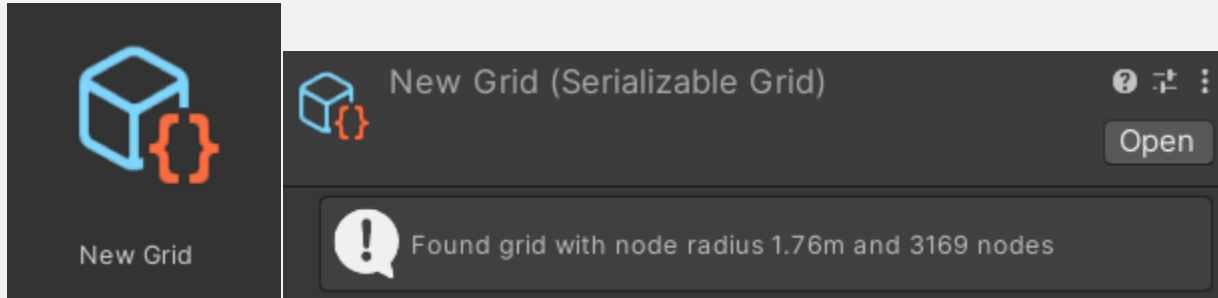 New Grid
New Grid (Serializable Grid)
Open
Found grid with node radius 1.76m and 3169 nodes